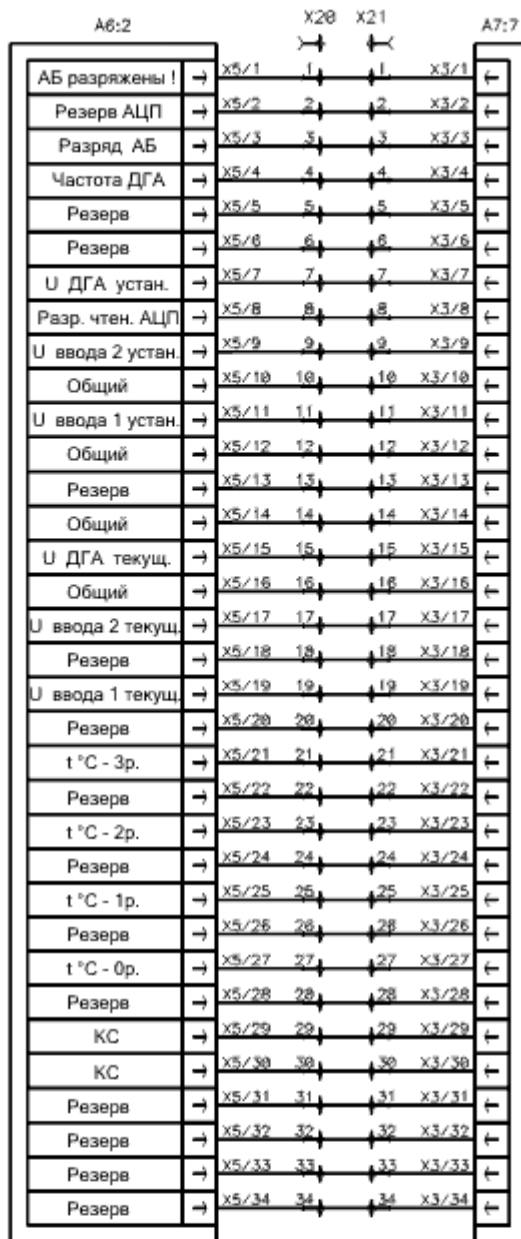 A6:2 X20 X21 A7:7
АБ разряжены ! X5/1 1 1 X3/1
Резерв АЦП X5/2 2 2 X3/2
Разряд АБ X5/3 3 3 X3/3
Частота ДГА X5/4 4 4 X3/4
Резерв X5/5 5 5 X3/5
Резерв X5/6 6 6 X3/6
U ДГА устан. X5/7 7 7 X3/7
Разр. чтен. АЦП X5/8 8 8 X3/8
U ввода 2 устан. X5/9 9 9 X3/9
Общий X5/10 10 10 X3/10
U ввода 1 устан. X5/11 11 11 X3/11
Общий X5/12 12 12 X3/12
Резерв X5/13 13 13 X3/13
Общий X5/14 14 14 X3/14
U ДГА текущ. X5/15 15 15 X3/15
Общий X5/16 16 16 X3/16
U ввода 2 текущ. X5/17 17 17 X3/17
Резерв X5/18 18 18 X3/18
U ввода 1 текущ. X5/19 19 19 X3/19
Резерв X5/20 20 20 X3/20
t °C - 3р. X5/21 21 21 X3/21
Резерв X5/22 22 22 X3/22
t °C - 2р. X5/23 23 23 X3/23
Резерв X5/24 24 24 X3/24
t °C - 1р. X5/25 25 25 X3/25
Резерв X5/26 26 26 X3/26
t °C - 0р. X5/27 27 27 X3/27
Резерв X5/28 28 28 X3/28
КС X5/29 29 29 X3/29
КС X5/30 30 30 X3/30
Резерв X5/31 31 31 X3/31
Резерв X5/32 32 32 X3/32
Резерв X5/33 33 33 X3/33
Резерв X5/34 34 34 X3/34